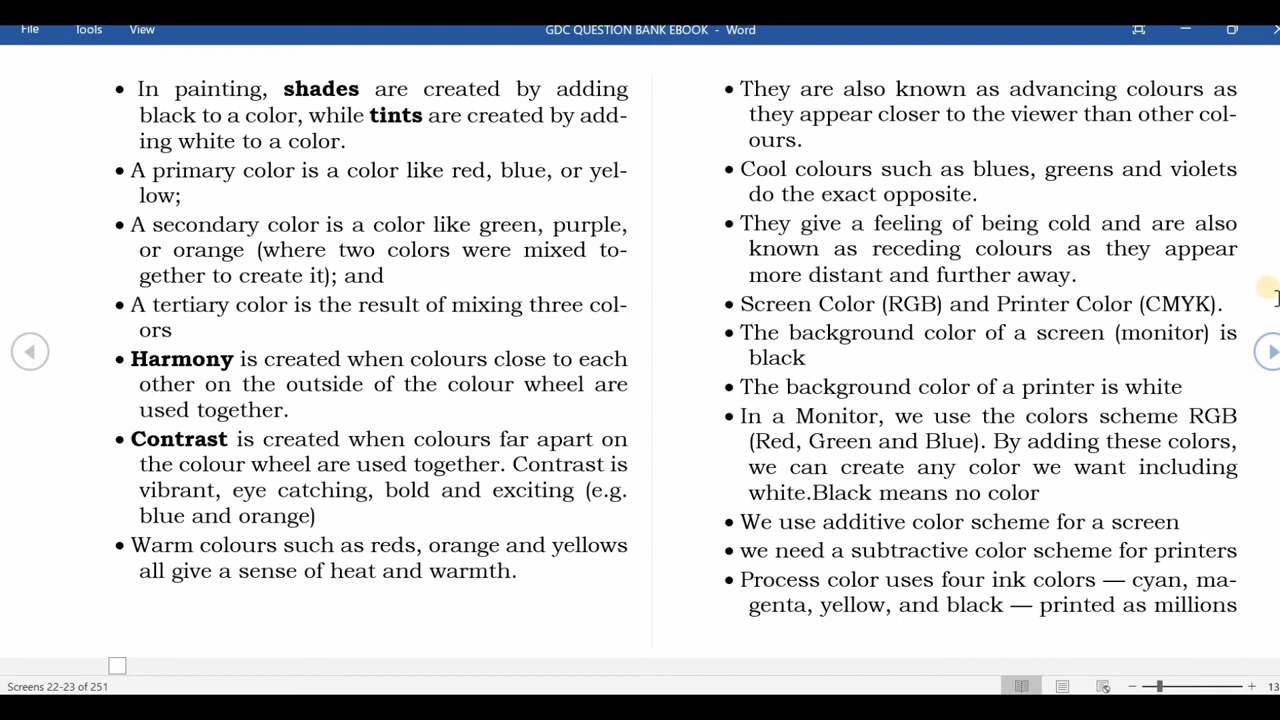 File Tools View GDC QUESTION BANK EBOOK - Word
• In painting, shades are created by adding
black to a color, while tints are created by add-
ing white to a color.
• A primary color is a color like red, blue, or yel-
low;
• A secondary color is a color like green, purple,
or orange (where two colors were mixed to-
gether to create it); and
• A tertiary color is the result of mixing three col-
ors
• Harmony is created when colours close to each
other on the outside of the colour wheel are
used together.
• Contrast is created when colours far apart on
the colour wheel are used together. Contrast is
vibrant, eye catching, bold and exciting (e.g.
blue and orange)
• Warm colours such as reds, orange and yellows
all give a sense of heat and warmth.
• They are also known as advancing colours as
they appear closer to the viewer than other col-
ours.
• Cool colours such as blues, greens and violets
do the exact opposite.
• They give a feeling of being cold and are also
known as receding colours as they appear
more distant and further away.
• Screen Color (RGB) and Printer Color (CMYK).
• The background color of a screen (monitor) is
black
• The background color of a printer is white
• In a Monitor, we use the colors scheme RGB
(Red, Green and Blue). By adding these colors,
we can create any color we want including
white.Black means no color
• We use additive color scheme for a screen
• we need a subtractive color scheme for printers
• Process color uses four ink colors — cyan, ma-
genta, yellow, and black — printed as millions
Screens 22-23 of 251
13